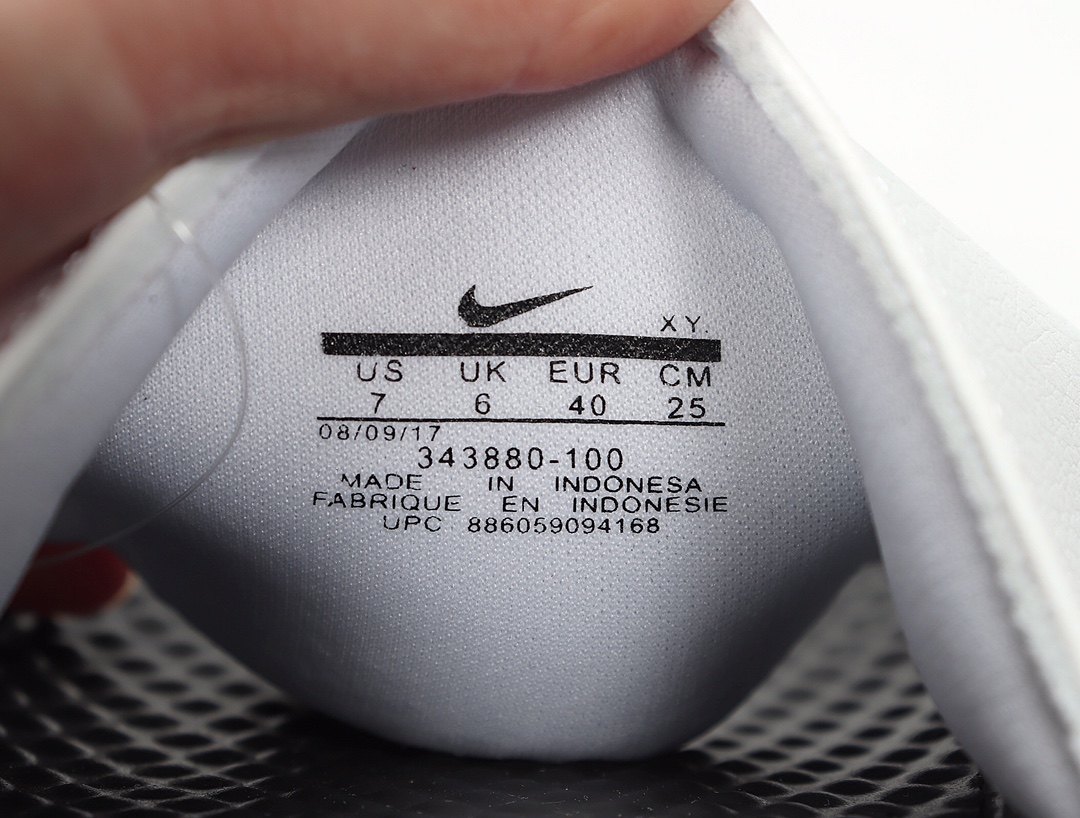 XY.
US UK EUR CM
7 6 40 25
08/09/17
343880-100
MADE IN INDONESA
FABRIQUE EN INDONESIE
UPC 886059094168